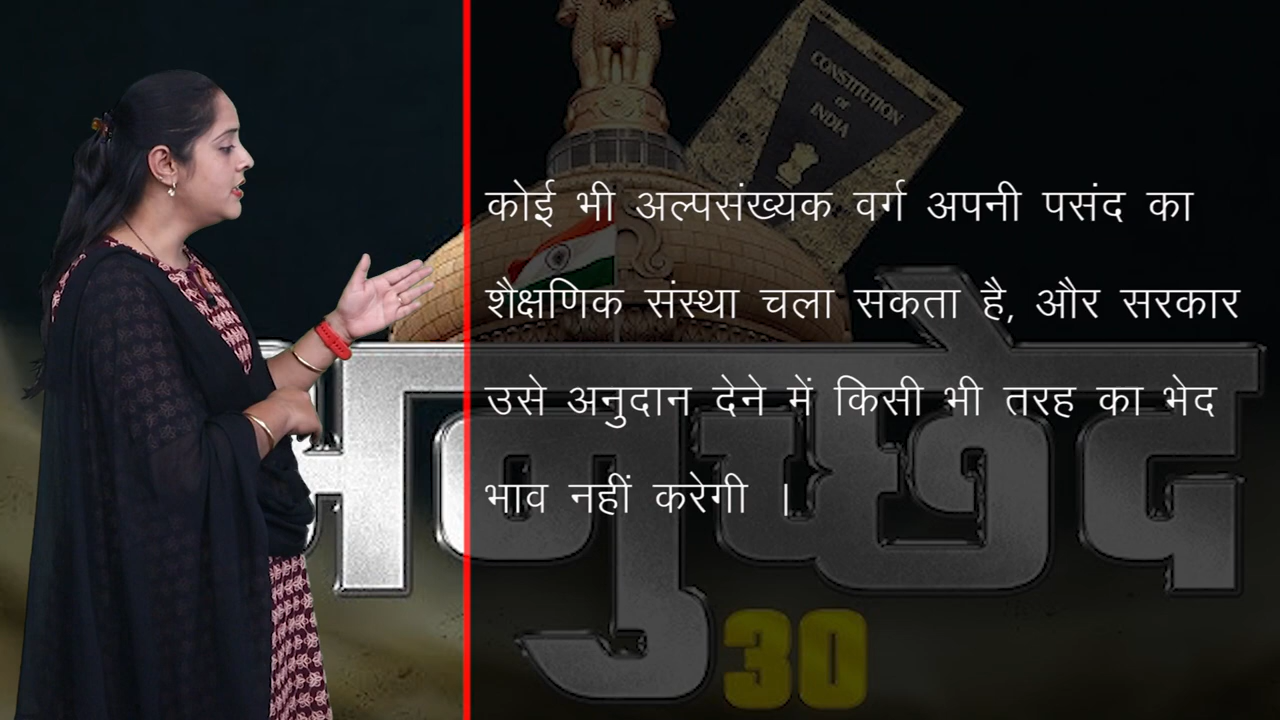 CONSTITUTION
OF
INDIA
कोई भी अल्पसंख्यक वर्ग अपनी पसंद का
शैक्षणिक संस्था चला सकता है, और सरकार
उसे अनुदान देने में किसी भी तरह का भेद
भाव नहीं करेगी ।
अनुच्छेद
30